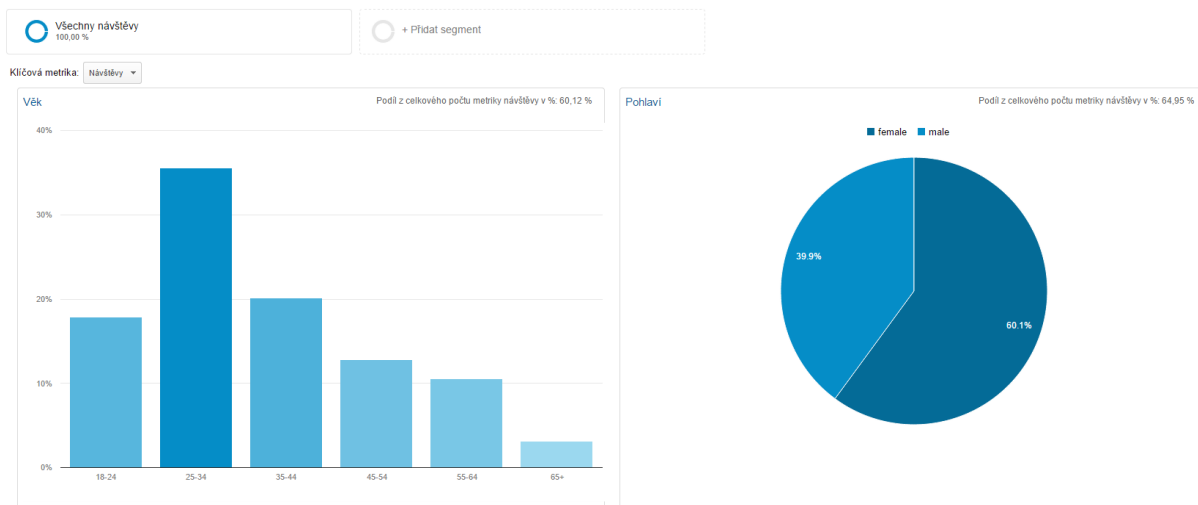 Všechny návštěvy
100,00 %
+ Přidat segment
Klíčová metrika: Návštěvy
Věk
Podíl z celkového počtu metriky návštěvy v %: 60,12 %
40%
30%
20%
10%
0%
18-24 25-34 35-44 45-54 55-64 65+
Pohlaví
Podíl z celkového počtu metriky návštěvy v %: 64,95 %
female male
39.9%
60.1%